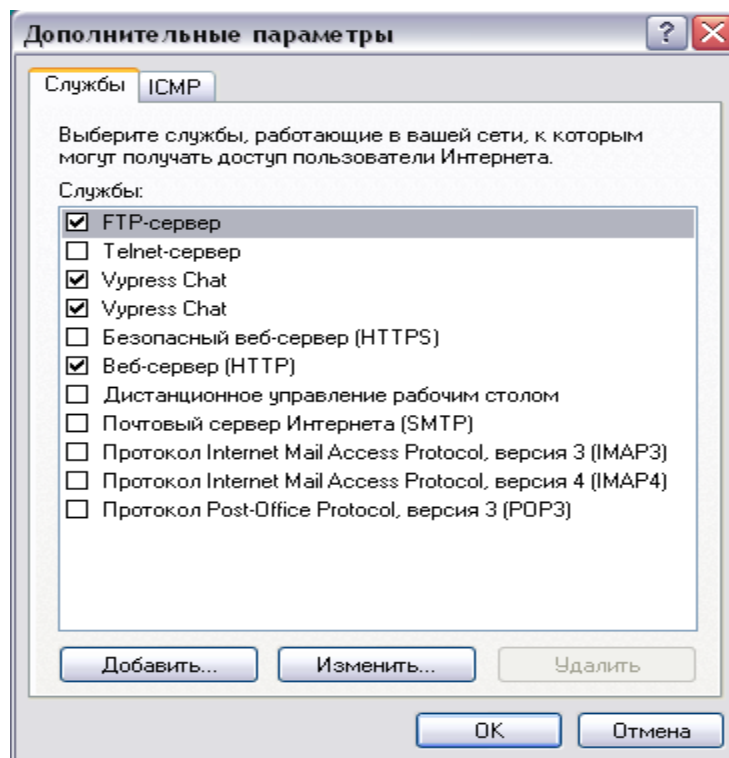 Дополнительные параметры
Службы
ICMP
Выберите службы, работающие в вашей сети, к которым
могут получать доступ пользователи Интернета.
Службы:
FTP-сервер
Telnet-сервер
Vypress Chat
Vypress Chat
Безопасный веб-сервер (HTTPS)
Веб-сервер (HTTP)
Дистанционное управление рабочим столом
Почтовый сервер Интернета (SMTP)
Протокол Internet Mail Access Protocol, версия 3 (IMAP3)
Протокол Internet Mail Access Protocol, версия 4 (IMAP4)
Протокол Post-Office Protocol, версия 3 (POP3)
Добавить...
Изменить...
Удалить
OK
Отмена